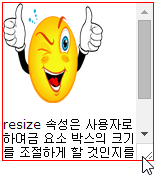 resize 속성은 사용자로
하여금 요소 박스의 크기
를 조절하게 할 것인지를